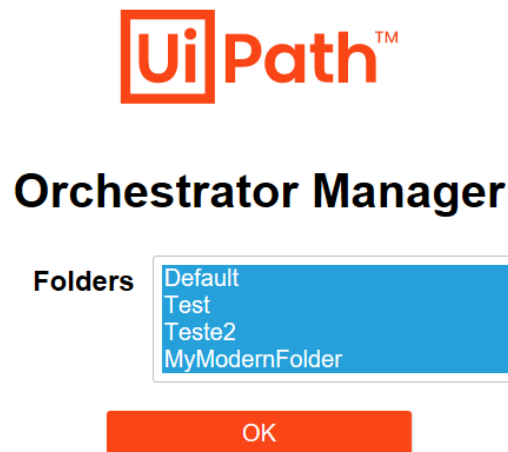 UiPath™
Orchestrator Manager
Folders
Default
Test
Teste2
MyModernFolder
OK